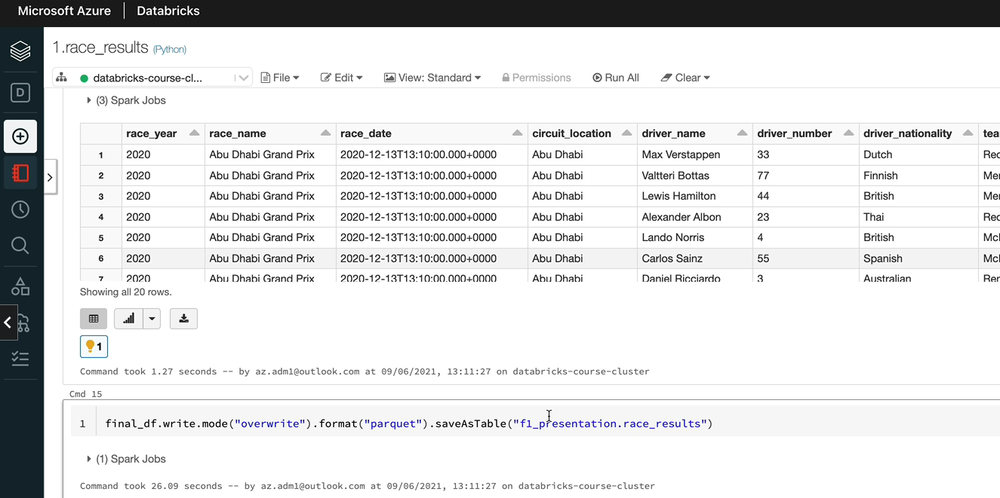 Microsoft Azure | Databricks
1.race_results (Python)
databricks-course-cl... File Edit View: Standard Permissions Run All Clear
D
(3) Spark Jobs
race_year race_name race_date circuit_location driver_name driver_number driver_nationality tea
1 2020 Abu Dhabi Grand Prix 2020-12-13T13:10:00.000+0000 Abu Dhabi Max Verstappen 33 Dutch Rec
2 2020 Abu Dhabi Grand Prix 2020-12-13T13:10:00.000+0000 Abu Dhabi Valtteri Bottas 77 Finnish Mer
3 2020 Abu Dhabi Grand Prix 2020-12-13T13:10:00.000+0000 Abu Dhabi Lewis Hamilton 44 British Mer
4 2020 Abu Dhabi Grand Prix 2020-12-13T13:10:00.000+0000 Abu Dhabi Alexander Albon 23 Thai Rec
5 2020 Abu Dhabi Grand Prix 2020-12-13T13:10:00.000+0000 Abu Dhabi Lando Norris 4 British McL
6 2020 Abu Dhabi Grand Prix 2020-12-13T13:10:00.000+0000 Abu Dhabi Carlos Sainz 55 Spanish McL
7 2020 Abu Dhabi Grand Prix 2020-12-13T13:10:00.000+0000 Abu Dhabi Daniel Ricciardo 3 Australian Ren
Showing all 20 rows.
1
Command took 1.27 seconds -- by az.adm1@outlook.com at 09/06/2021, 13:11:27 on databricks-course-cluster
Cmd 15
1 final_df.write.mode("overwrite").format("parquet").saveAsTable("f1_presentation.race_results")
(1) Spark Jobs
Command took 26.09 seconds -- by az.adm1@outlook.com at 09/06/2021, 13:11:27 on databricks-course-cluster